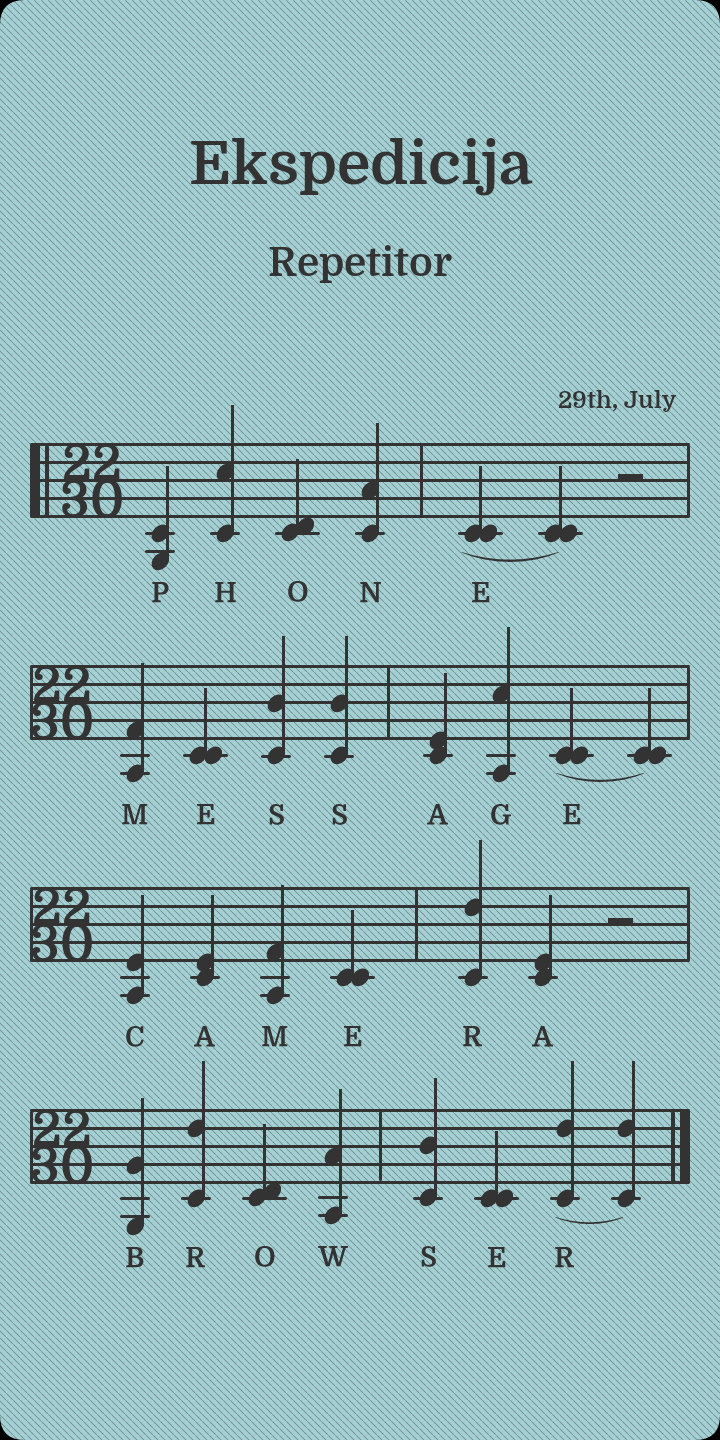 Ekspedicija
Repetitor
29th, July
22
30
P H O N E
22
30
M E S S A G E
22
30
C A M E R A
22
30
B R O W S E R